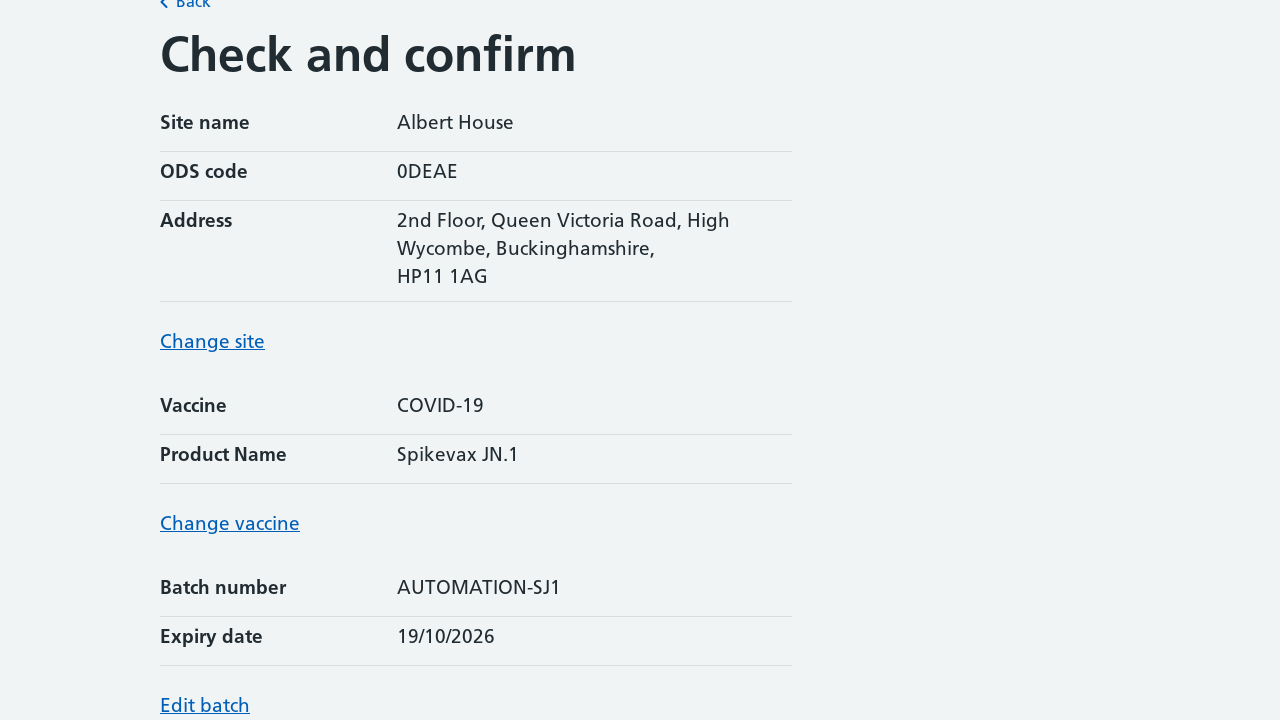 Back
Check and confirm
Site name Albert House
ODS code 0DEAE
Address 2nd Floor, Queen Victoria Road, High
Wycombe, Buckinghamshire,
HP11 1AG
Change site
Vaccine COVID-19
Product Name Spikevax JN.1
Change vaccine
Batch number AUTOMATION-SJ1
Expiry date 19/10/2026
Edit batch